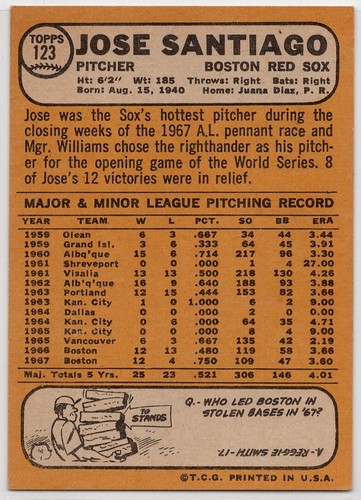 TOPPS
123
JOSE SANTIAGO
PITCHER BOSTON RED SOX
Ht: 6'2" Wt: 185 Throws: Right Bats: Right
Born: Aug. 15, 1940 Home: Juana Diaz, P. R.
Jose was the Sox's hottest pitcher during the
closing weeks of the 1967 A.L. pennant race and
Mgr. Williams chose the righthander as his pitch-
er for the opening game of the World Series. 8
of Jose's 12 victories were in relief.
MAJOR & MINOR LEAGUE PITCHING RECORD
YEAR TEAM W L PCT. SO BB ERA
1959 Olean 6 3 .667 34 44 3.44
1959 Grand Isl. 3 6 .333 64 45 3.91
1960 Alb'q'que 15 6 .714 217 96 3.30
1961 Shreveport 0 0 .000 1 4 27.00
1961 Visalia 13 13 .500 218 130 4.26
1962 Alb'q'que 16 9 .640 188 93 3.88
1963 Portland 12 15 .444 153 82 3.66
1963 Kan. City 1 0 1.000 6 2 9.00
1964 Dallas 0 0 .000 2 0 0.00
1964 Kan. City 0 6 .000 64 35 4.71
1965 Kan. City 0 0 .000 8 4 9.00
1965 Vancouver 6 3 .667 135 42 2.19
1966 Boston 12 13 .480 119 58 3.66
1967 Boston 12 4 .750 109 47 3.60
Maj. Totals 5 Yrs. 25 23 .521 306 146 4.01
TO
STANDS
Q.-WHO LED BOSTON IN
STOLEN BASES IN '67?
A.-REGGIE SMITH-17.
©T.C.G. PRINTED IN U.S.A.